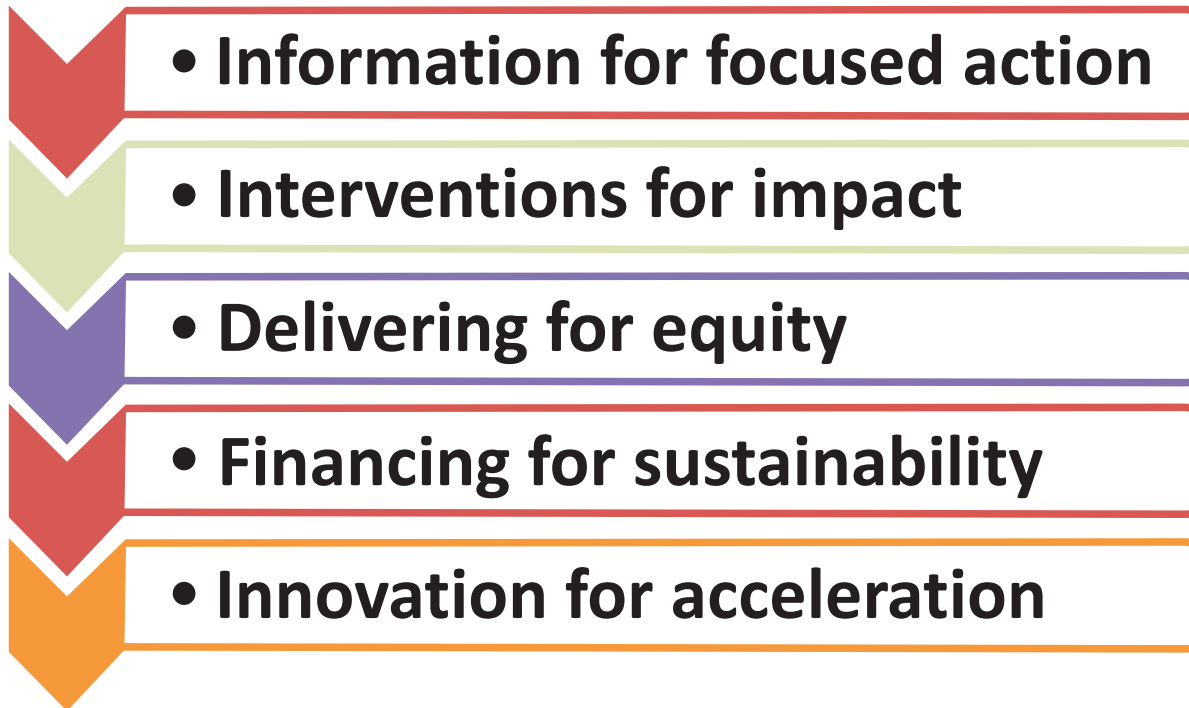 • Information for focused action
• Interventions for impact
• Delivering for equity
• Financing for sustainability
• Innovation for acceleration